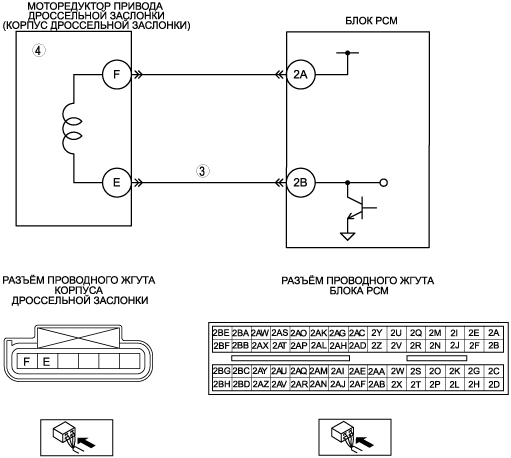 МОТОРЕДУКТОР ПРИВОДА
ДРОССЕЛЬНОЙ ЗАСЛОНКИ
(КОРПУС ДРОССЕЛЬНОЙ ЗАСЛОНКИ)
БЛОК PCM
4
F
2A
3
E
2B
РАЗЪЁМ ПРОВОДНОГО ЖГУТА
КОРПУСА
ДРОССЕЛЬНОЙ ЗАСЛОНКИ
F E
РАЗЪЁМ ПРОВОДНОГО ЖГУТА
БЛОКА PCM
2BE 2BA 2AW 2AS 2AO 2AK 2AG 2AC 2Y 2U 2Q 2M 2I 2E 2A
2BF 2BB 2AX 2AT 2AP 2AL 2AH 2AD 2Z 2V 2R 2N 2J 2F 2B
2BG 2BC 2AY 2AU 2AQ 2AM 2AI 2AE 2AA 2W 2S 2O 2K 2G 2C
2BH 2BD 2AZ 2AV 2AR 2AN 2AJ 2AF 2AB 2X 2T 2P 2L 2H 2D